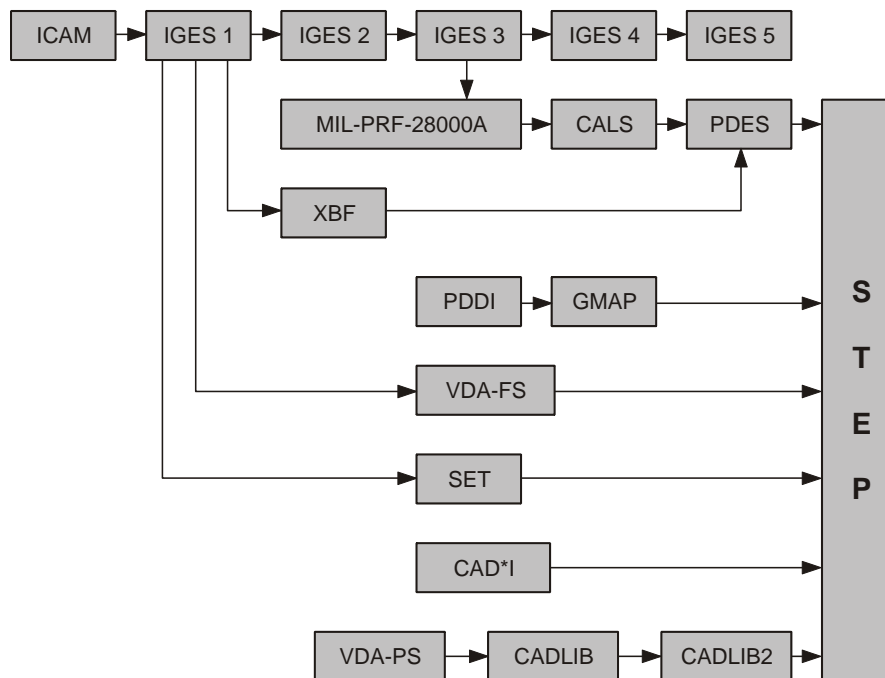 ICAM IGES 1 IGES 2 IGES 3 IGES 4 IGES 5
MIL-PRF-28000A CALS PDES
XBF
PDDI GMAP
VDA-FS
SET
CAD*I
VDA-PS CADLIB CADLIB2
S
T
E
P